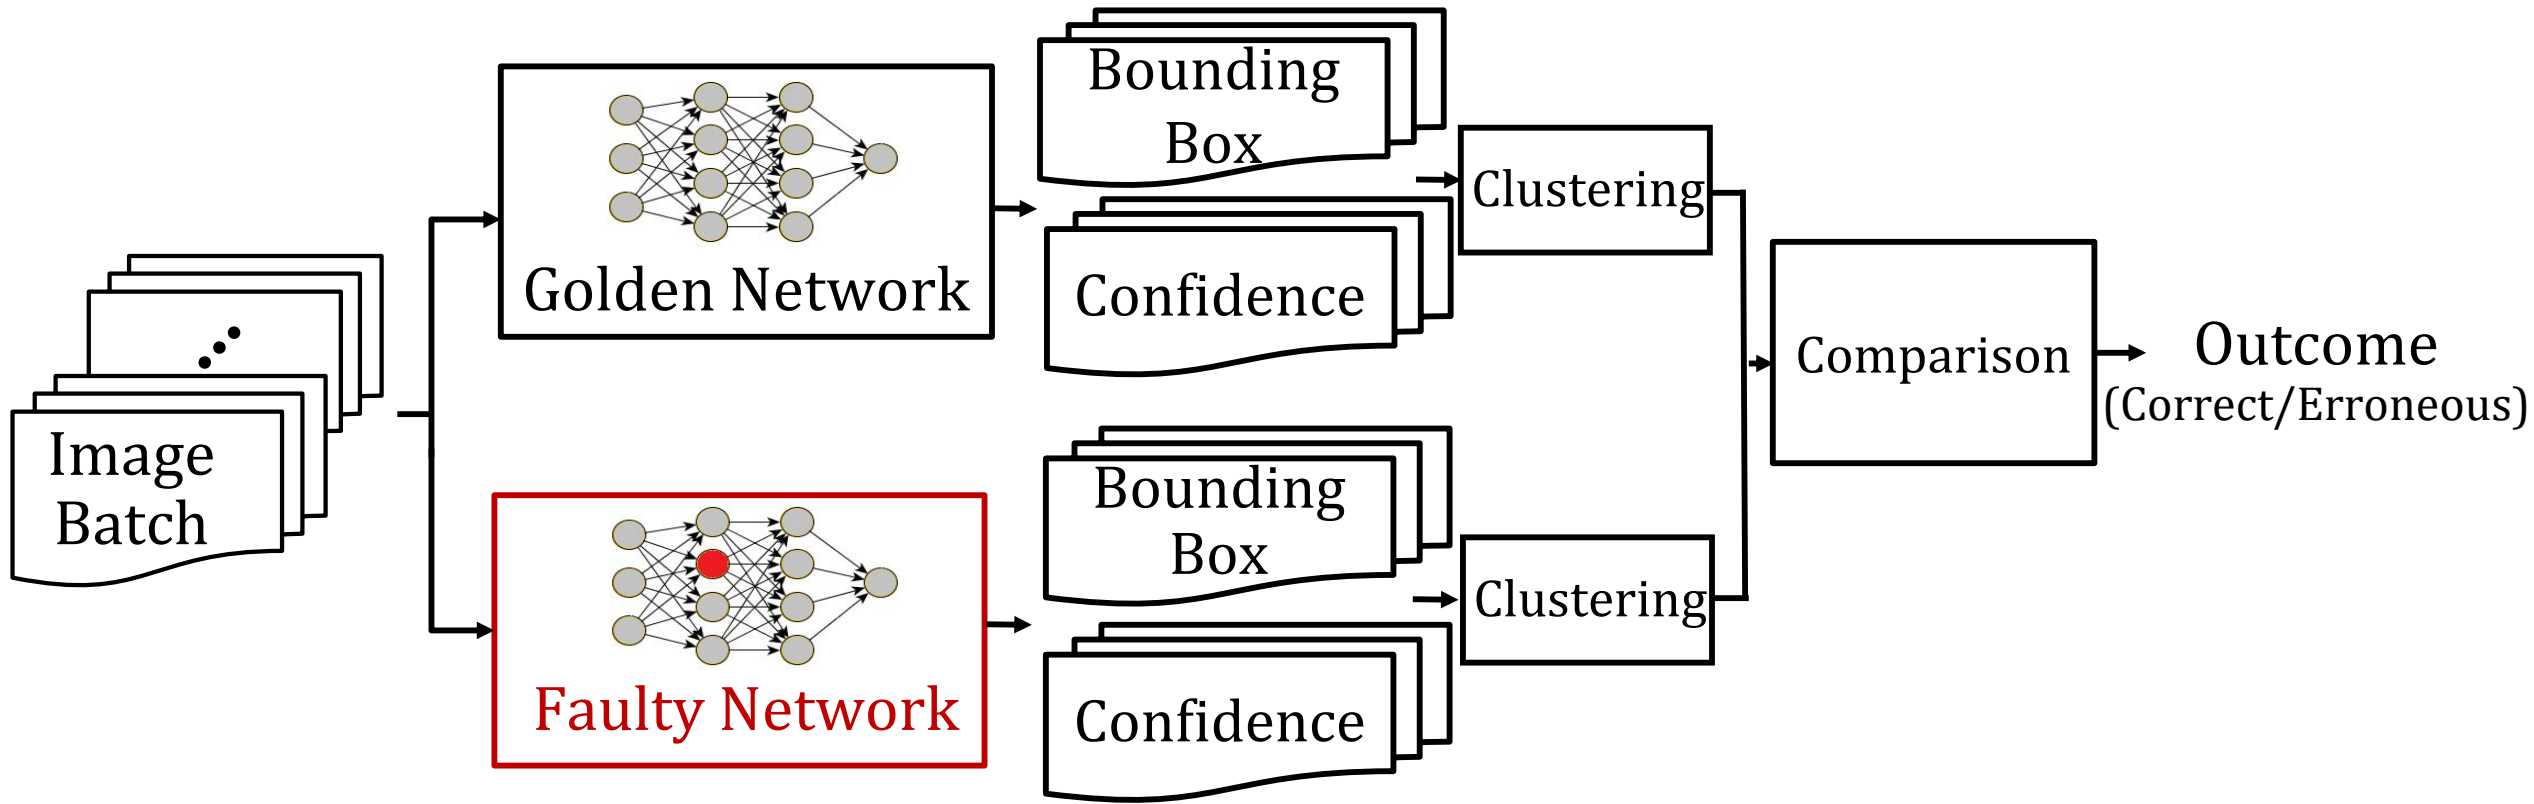 Image
Batch
Golden Network
Faulty Network
Bounding
Box
Confidence
Bounding
Box
Confidence
Clustering
Clustering
Comparison
Outcome
(Correct/Erroneous)